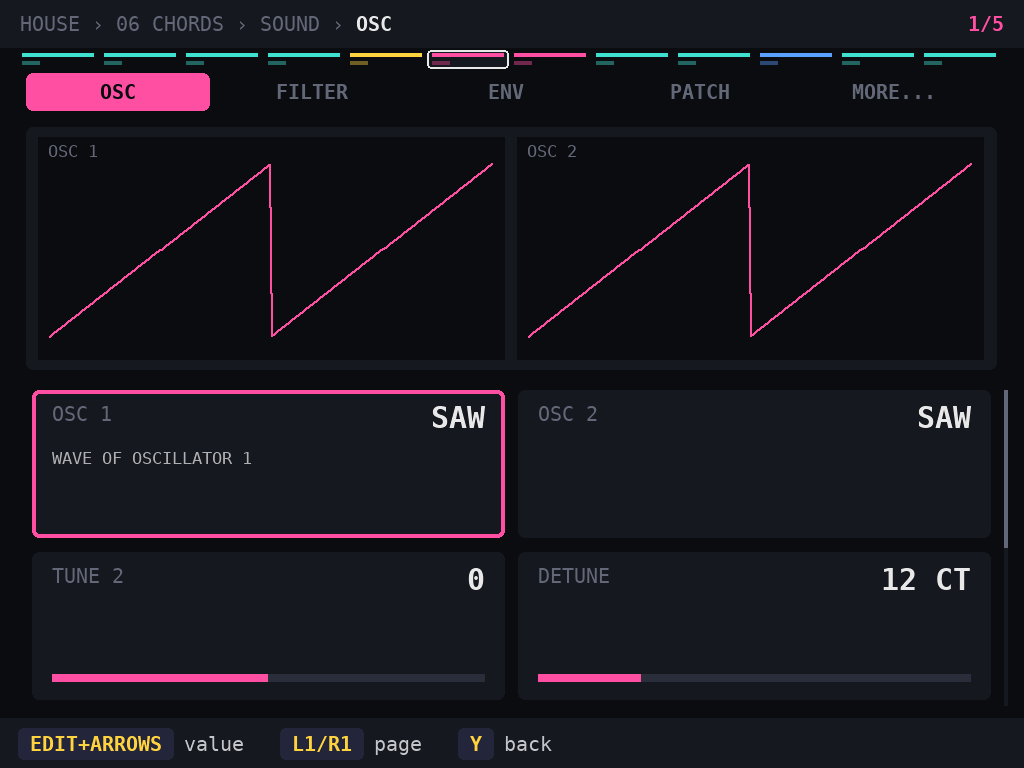 HOUSE › 06 CHORDS › SOUND › OSC 1/5
OSC FILTER ENV PATCH MORE...
OSC 1 OSC 2
OSC 1 SAW
WAVE OF OSCILLATOR 1
OSC 2 SAW
TUNE 2 0
DETUNE 12 CT
EDIT+ARROWS value L1/R1 page Y back